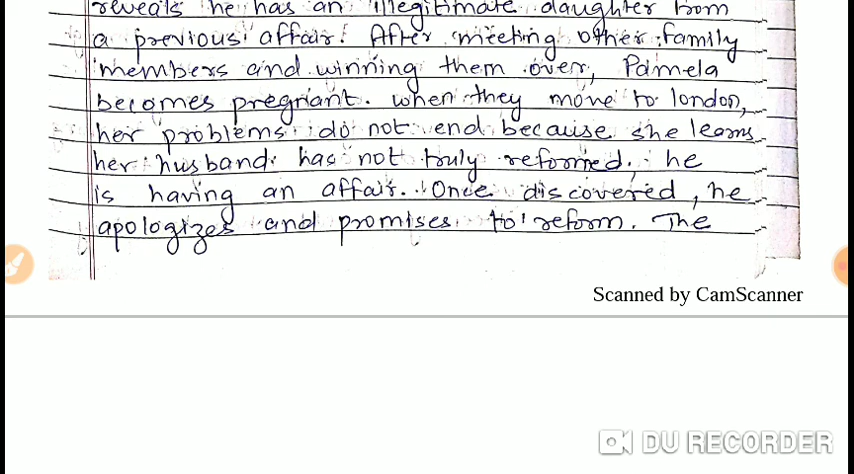 reveals he has an illegitimate daughter from
a previous affair. After meeting other family
members and winning them over, Pamela
becomes pregnant. when they move to london,
her problems do not end because she learns
her husband has not truly reformed, he
is having an affair. Once discovered, he
apologizes and promises to reform. The
Scanned by CamScanner
DU RECORDER